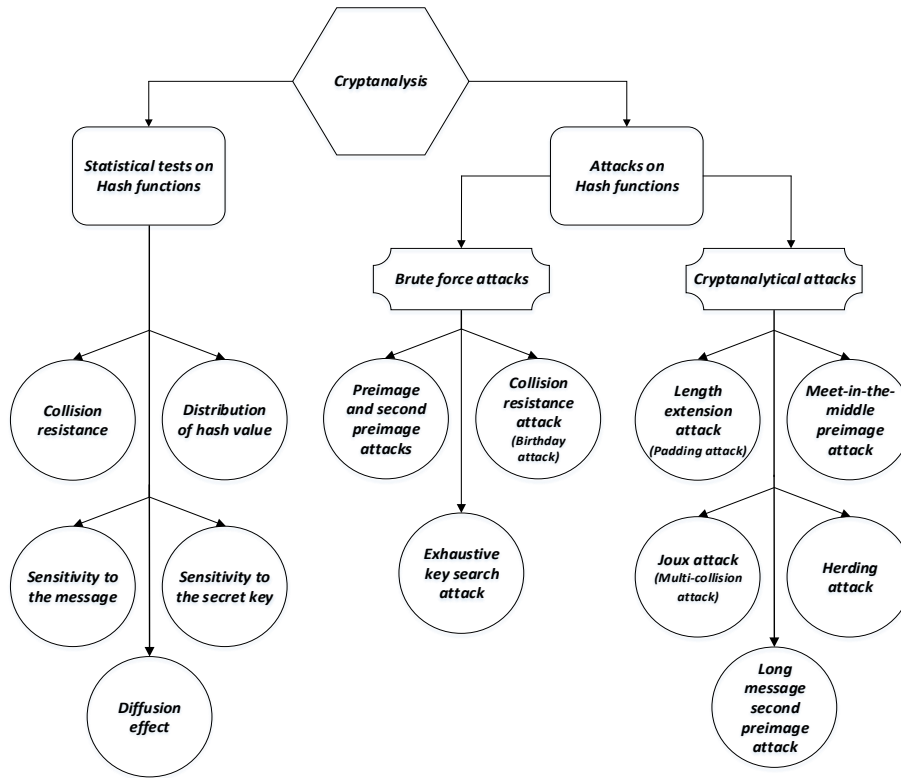 Cryptanalysis
Statistical tests on
Hash functions
Attacks on
Hash functions
Brute force attacks
Cryptanalytical attacks
Collision
resistance
Distribution
of hash value
Preimage
and second
preimage
attacks
Collision
resistance
attack
(Birthday
attack)
Length
extension
attack
(Padding attack)
Meet-in-the-
middle
preimage
attack
Sensitivity to
the message
Sensitivity to
the secret key
Exhaustive
key search
attack
Joux attack
(Multi-collision
attack)
Herding
attack
Diffusion
effect
Long
message
second
preimage
attack